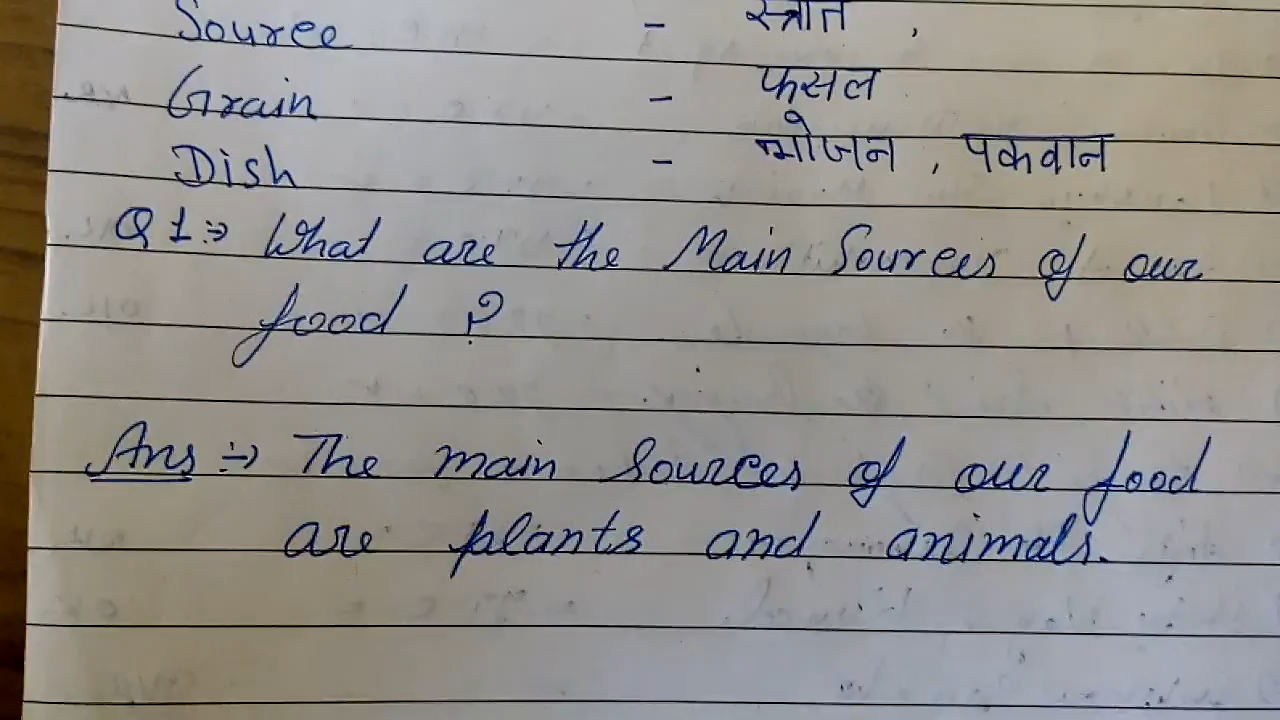 Source - स्त्रोत ,
Grain - फसल
Dish - भोजन , पकवान
Q1:⇒ What are the Main Sources of our
food ?
Ans :→ The main Sources of our food
are plants and animals.